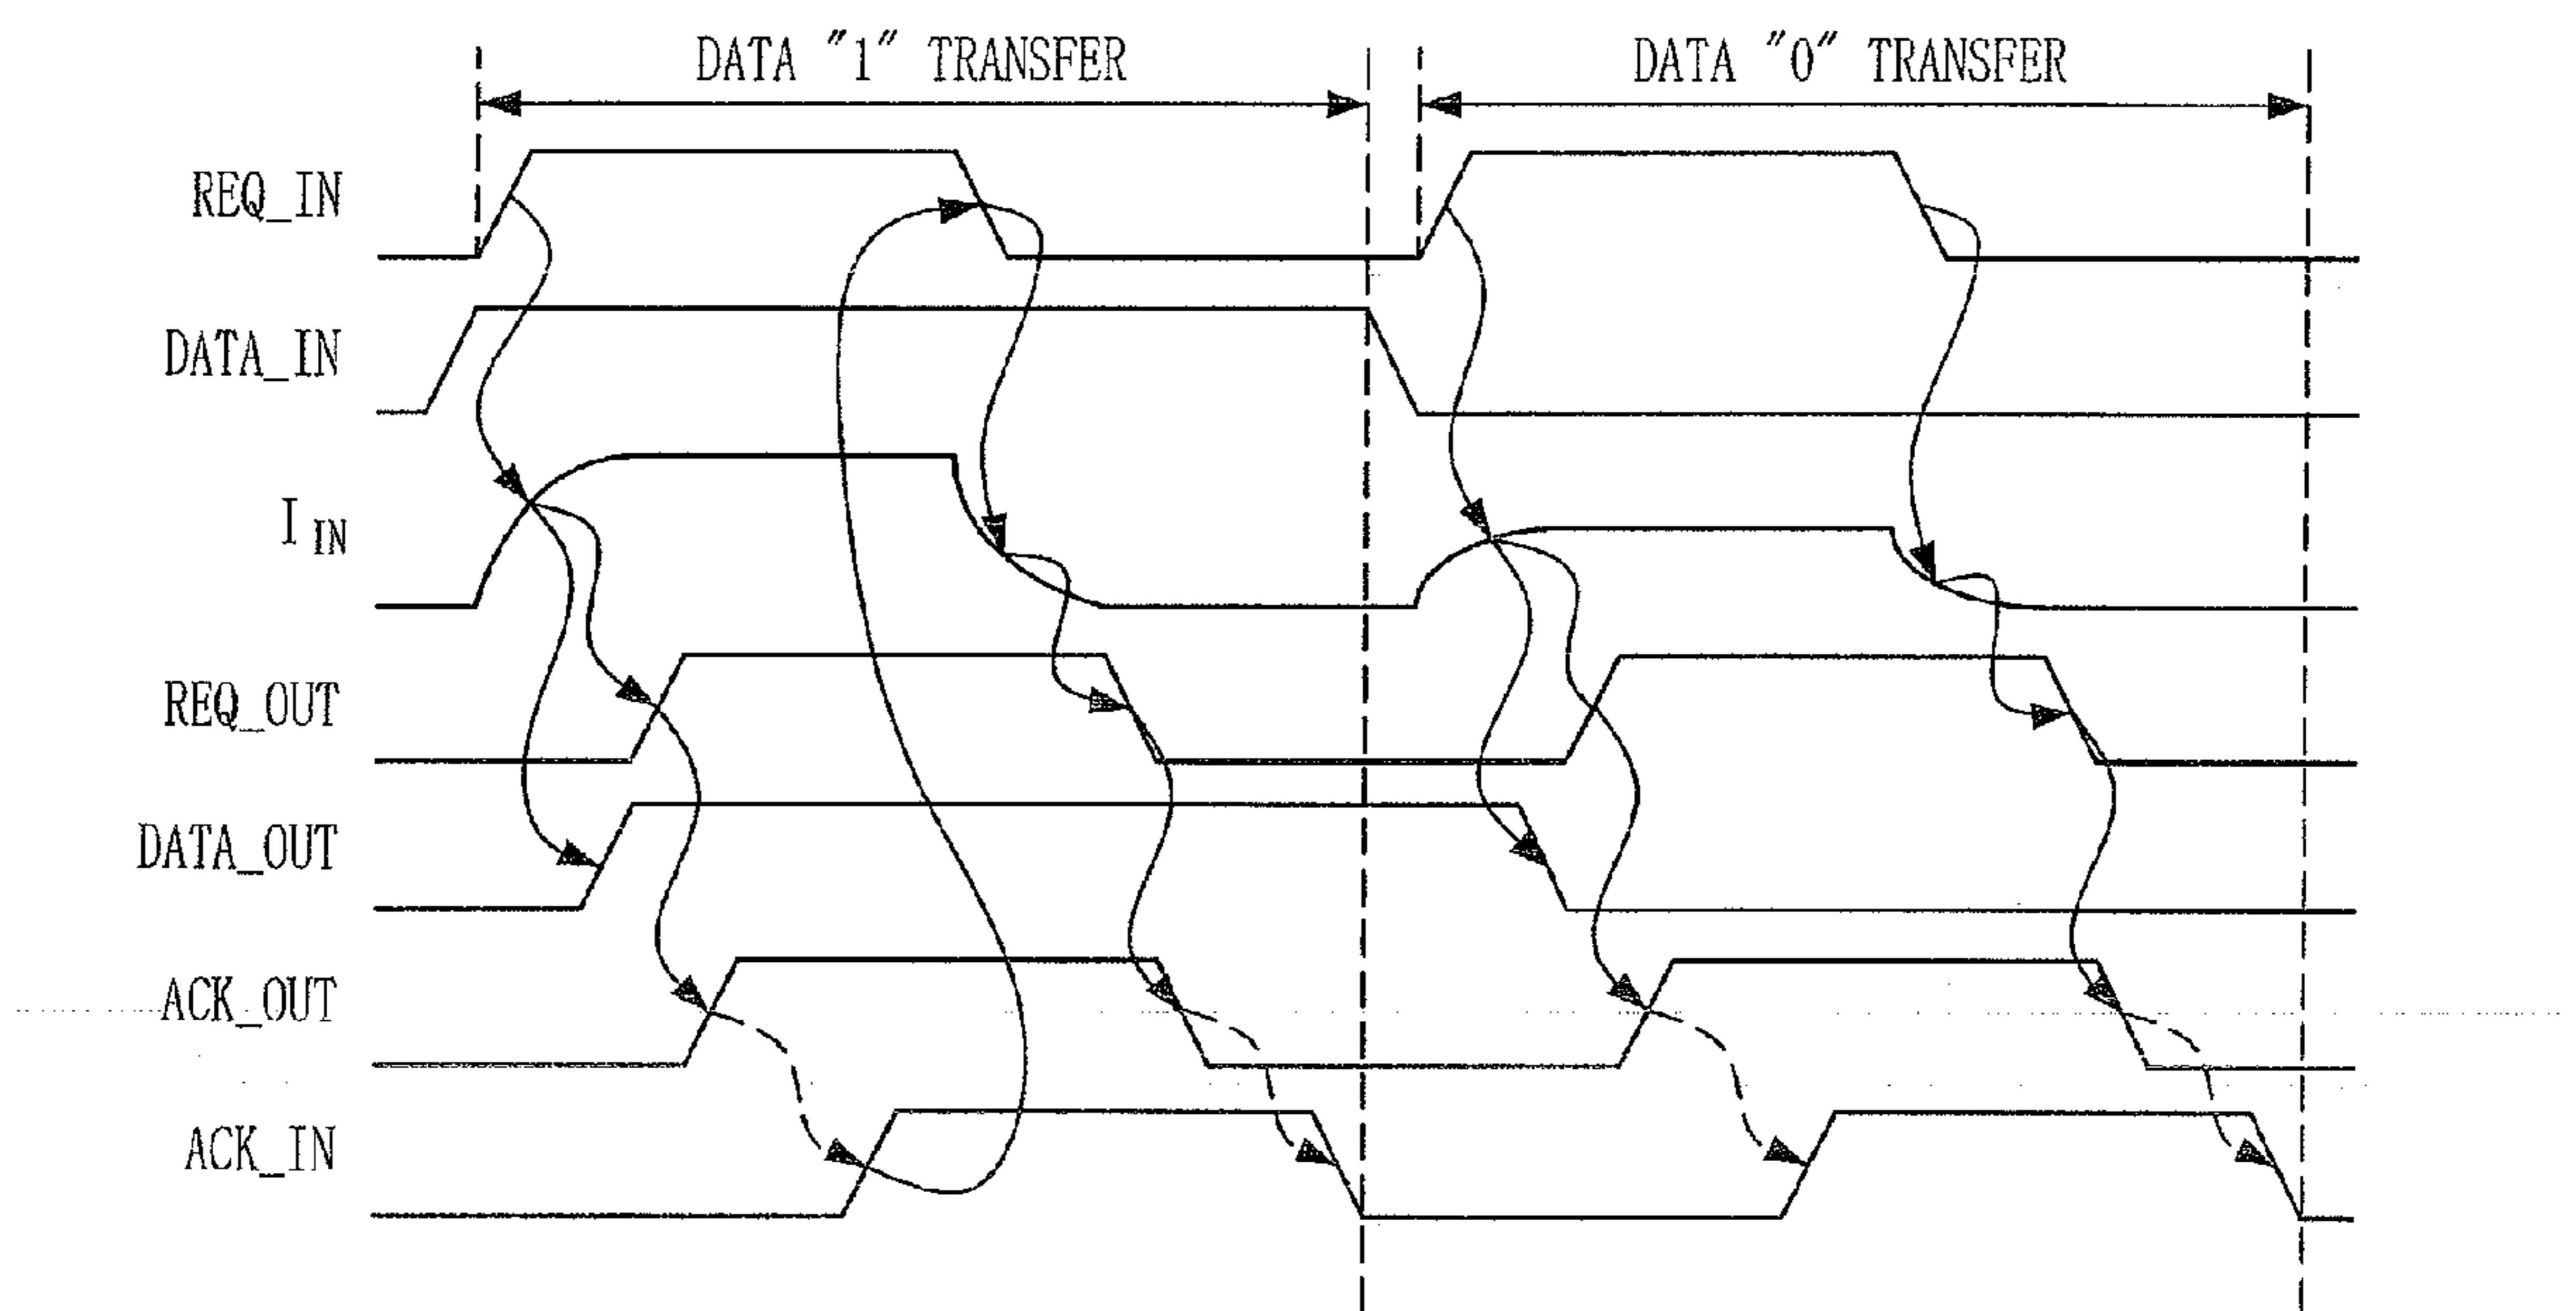 DATA "1" TRANSFER
DATA "0" TRANSFER
REQ_IN
DATA_IN
I IN
REQ_OUT
DATA_OUT
ACK_OUT
ACK_IN